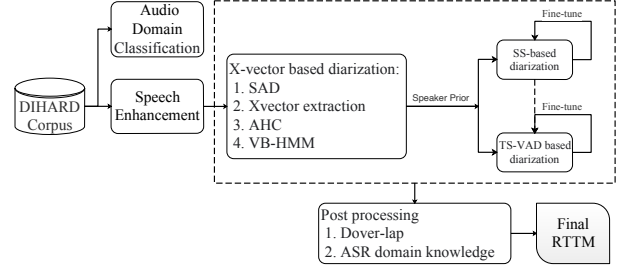 Audio
Domain
Classification
DIHARD
Corpus
Speech
Enhancement
X-vector based diarization:
1. SAD
2. Xvector extraction
3. AHC
4. VB-HMM
Speaker Prior
Fine-tune
SS-based
diarization
Fine-tune
TS-VAD based
diarization
Post processing
1. Dover-lap
2. ASR domain knowledge
Final
RTTM